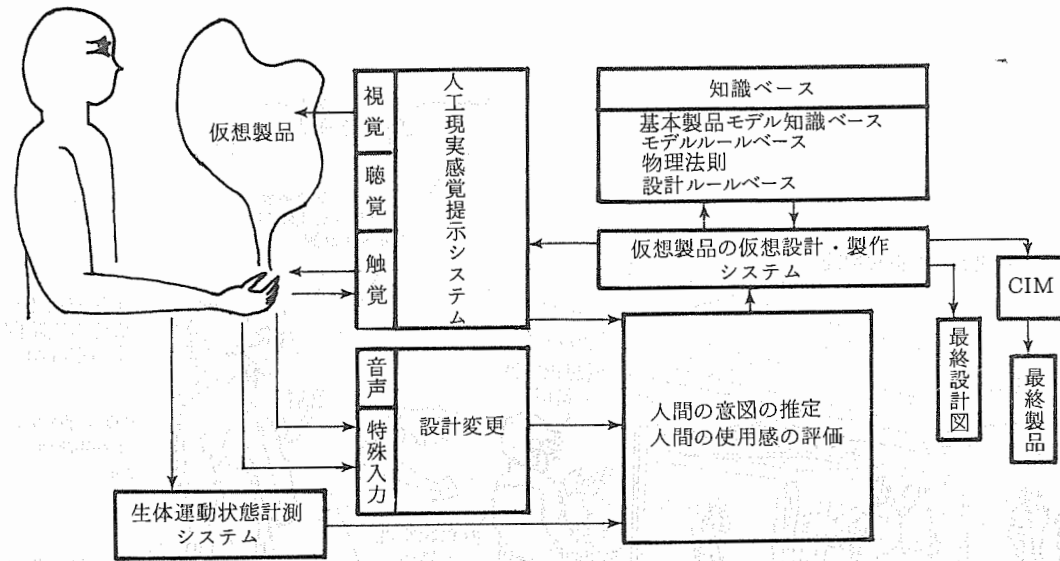 仮想製品
視覚
聴覚
触覚
人工現実感覚提示システム
知識ベース
基本製品モデル知識ベース
モデルルールベース
物理法則
設計ルールベース
仮想製品の仮想設計・製作
システム
CIM
最終設計図
最終製品
音声
特殊入力
設計変更
人間の意図の推定
人間の使用感の評価
生体運動状態計測
システム